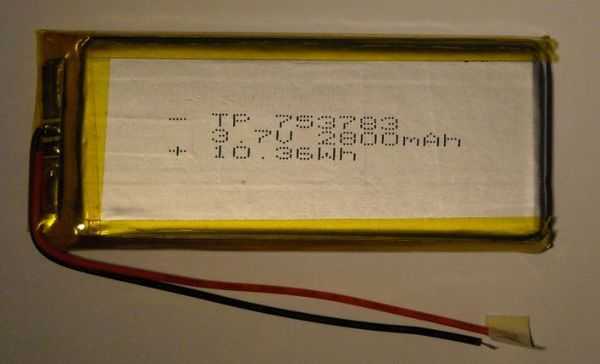 - TP 753783
3.7V 2800mAh
+ 10.36Wh